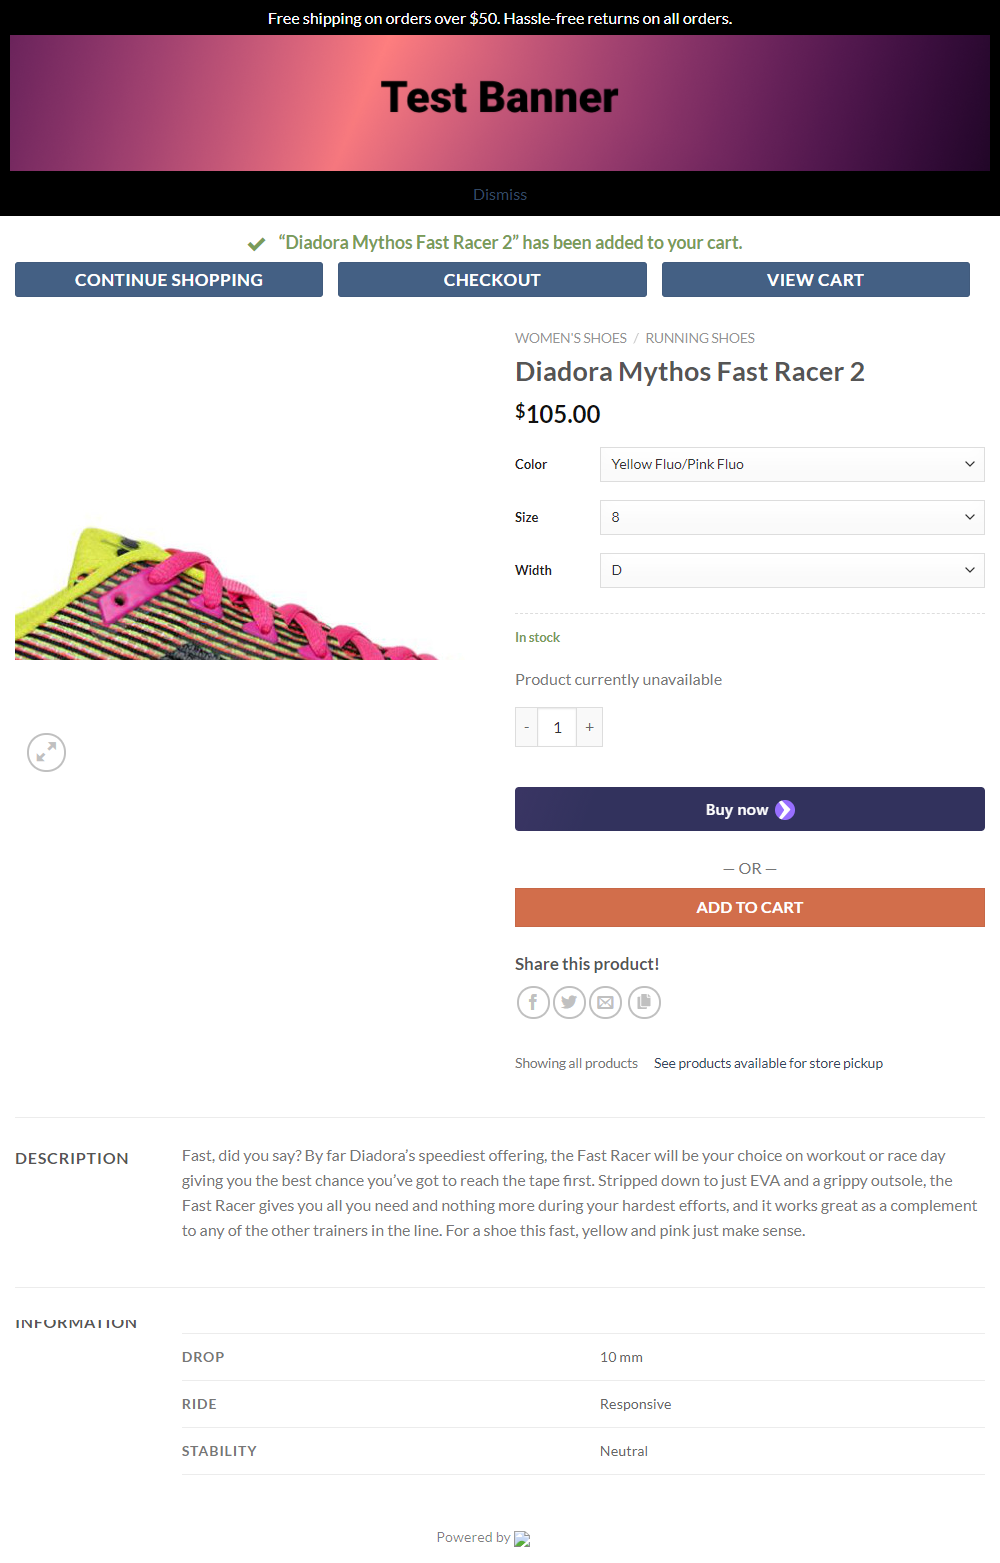 Free shipping on orders over $50. Hassle-free returns on all orders.
Test Banner
Dismiss
“Diadora Mythos Fast Racer 2” has been added to your cart.
CONTINUE SHOPPING
CHECKOUT
VIEW CART
WOMEN'S SHOES / RUNNING SHOES
Diadora Mythos Fast Racer 2
$105.00
Color Yellow Fluo/Pink Fluo
Size 8
Width D
In stock
Product currently unavailable
- 1 +
Buy now
— OR —
ADD TO CART
Share this product!
Showing all products See products available for store pickup
DESCRIPTION
Fast, did you say? By far Diadora’s speediest offering, the Fast Racer will be your choice on workout or race day
giving you the best chance you’ve got to reach the tape first. Stripped down to just EVA and a grippy outsole, the
Fast Racer gives you all you need and nothing more during your hardest efforts, and it works great as a complement
to any of the other trainers in the line. For a shoe this fast, yellow and pink just make sense.
INFORMATION
DROP 10 mm
RIDE Responsive
STABILITY Neutral
Powered by